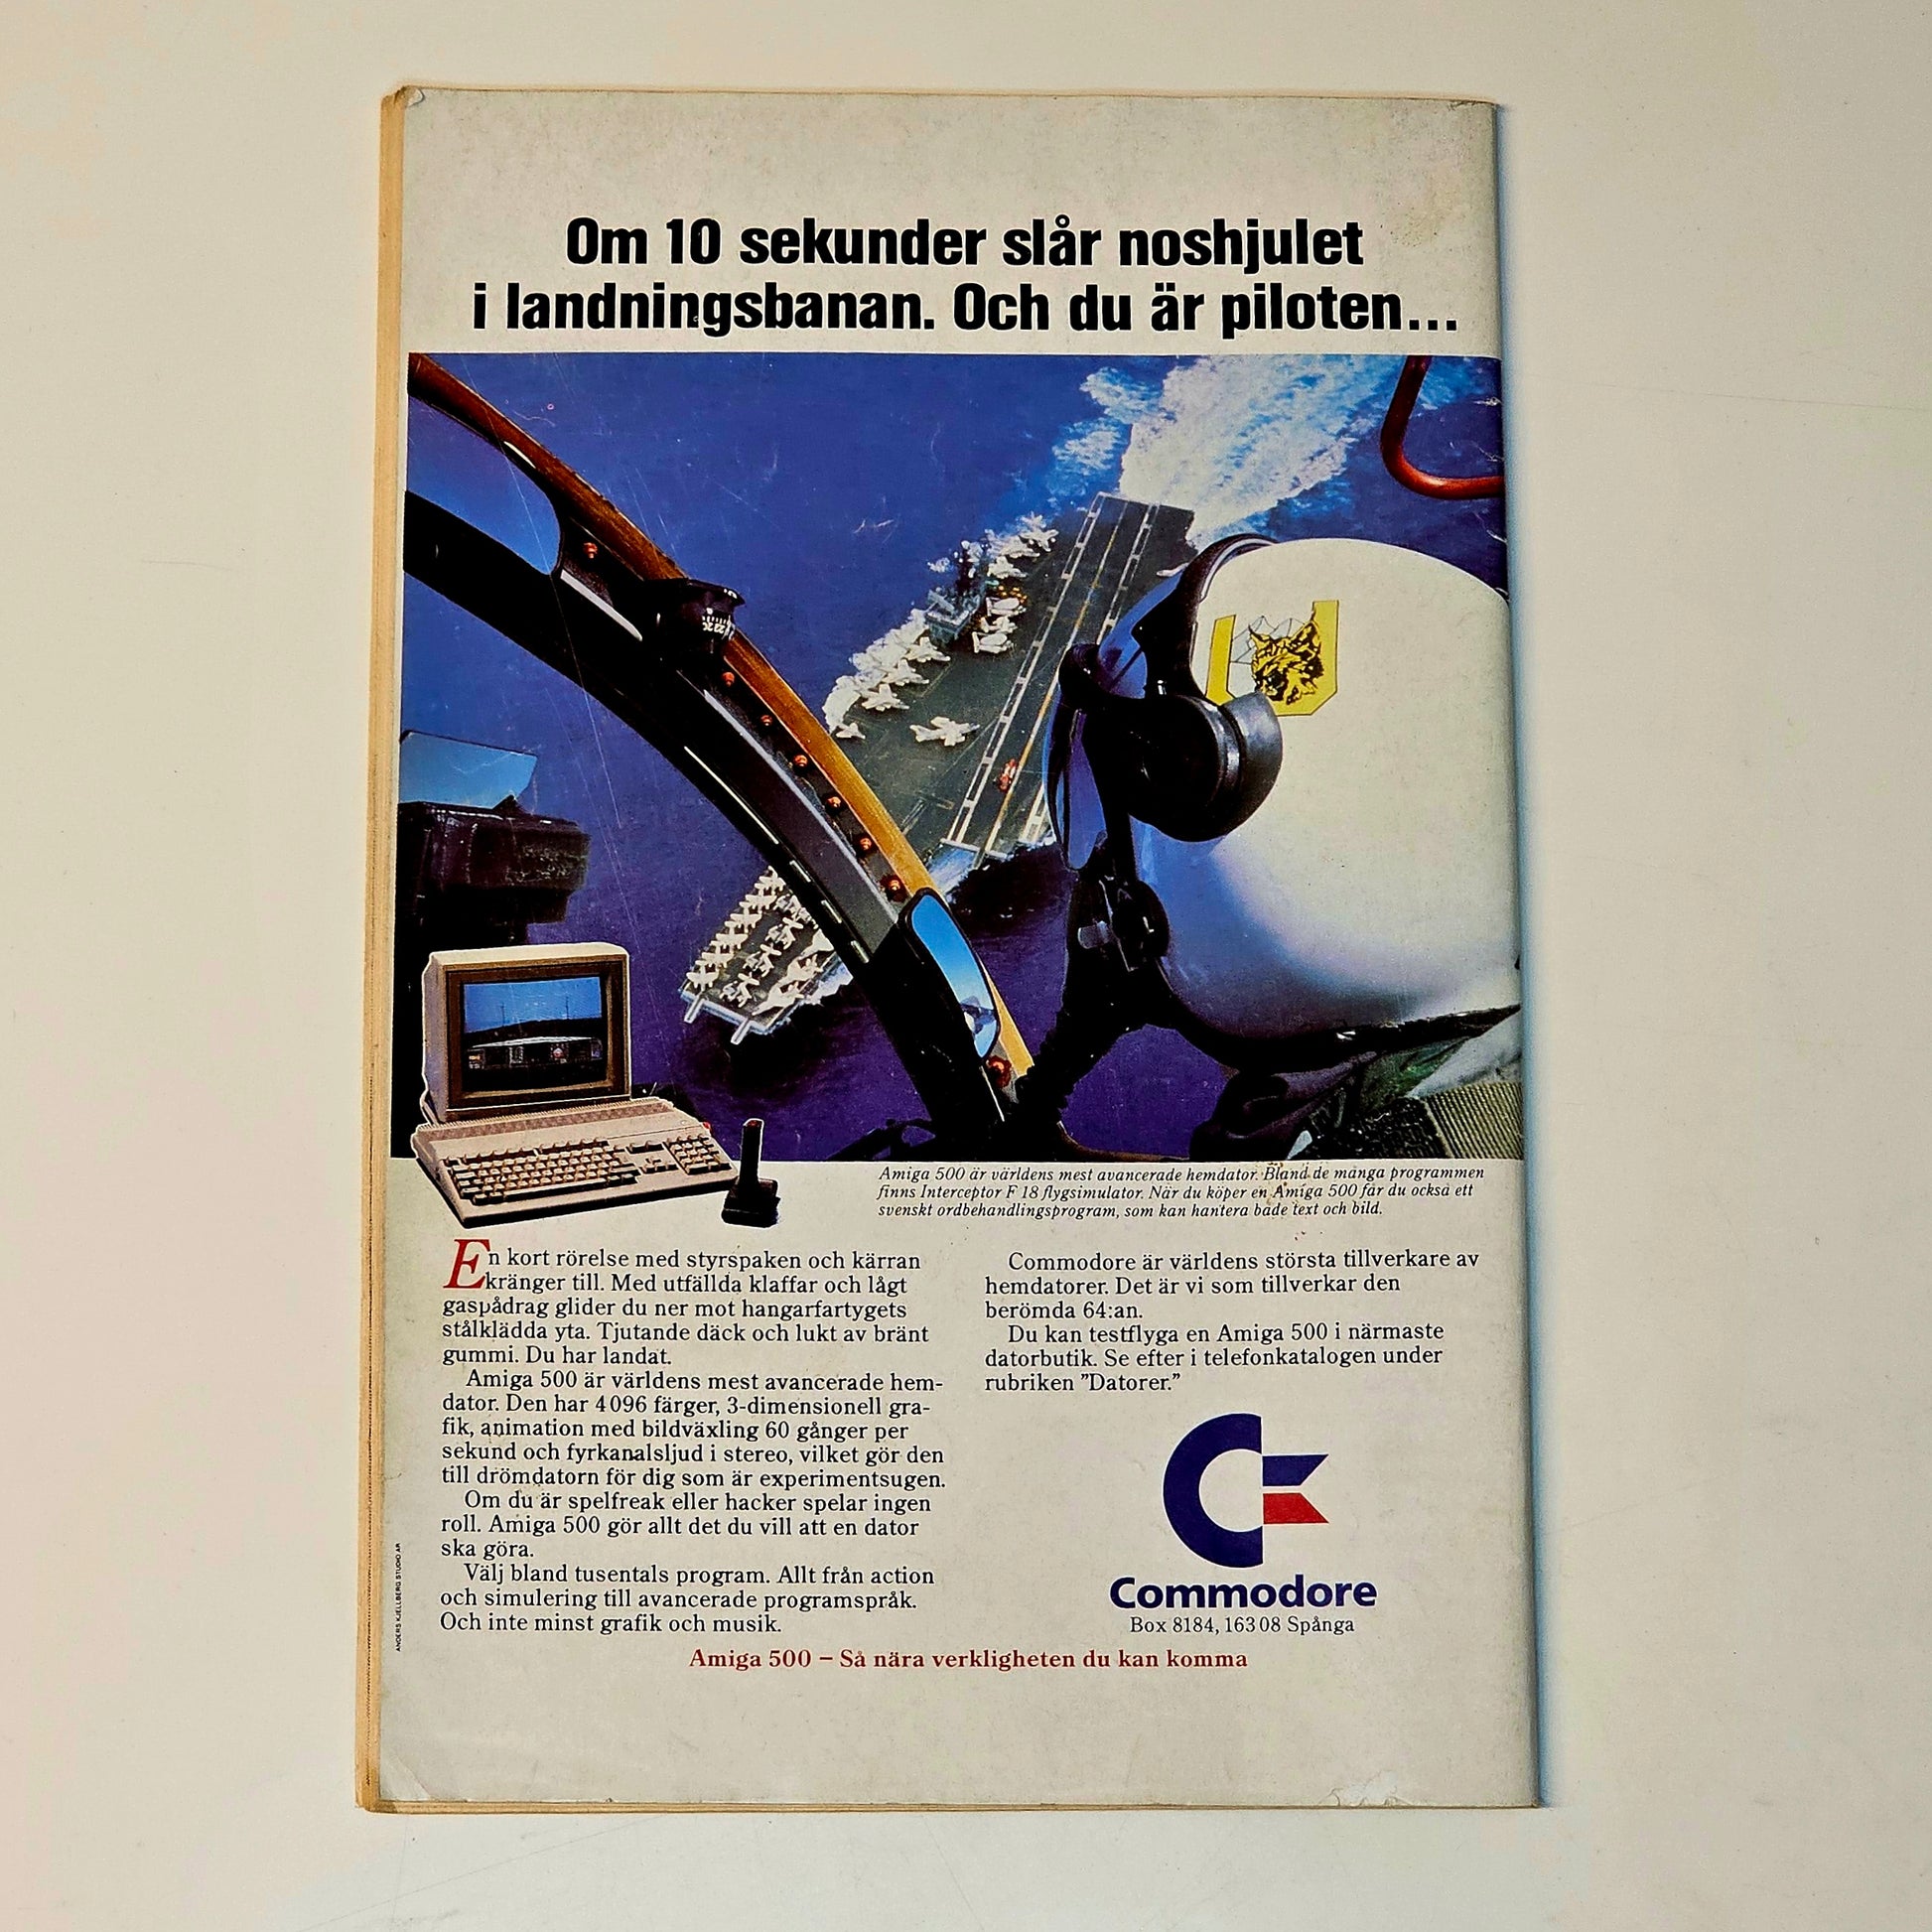 Om 10 sekunder slår noshjulet
i landningsbanan. Och du är piloten...
Amiga 500 är världens mest avancerade hemdator. Bland de många programmen
finns Interceptor F 18 flygsimulator. När du köper en Amiga 500 får du också ett
svenskt ordbehandlingsprogram, som kan hantera både text och bild.
En kort rörelse med styrspaken och kärran
kränger till. Med utfällda klaffar och lågt
gaspådrag glider du ner mot hangarfartygets
stålklädda yta. Tjutande däck och lukt av bränt
gummi. Du har landat.
Amiga 500 är världens mest avancerade hem-
dator. Den har 4 096 färger, 3-dimensionell gra-
fik, animation med bildväxling 60 gånger per
sekund och fyrkanalsljud i stereo, vilket gör den
till drömdatorn för dig som är experimentsugen.
Om du är spelfreak eller hacker spelar ingen
roll. Amiga 500 gör allt det du vill att en dator
ska göra.
Välj bland tusentals program. Allt från action
och simulering till avancerade programspråk.
Och inte minst grafik och musik.
Commodore är världens största tillverkare av
hemdatorer. Det är vi som tillverkar den
berömda 64:an.
Du kan testflyga en Amiga 500 i närmaste
datorbutik. Se efter i telefonkatalogen under
rubriken ”Datorer.”
Commodore
Box 8184, 163 08 Spånga
Amiga 500 – Så nära verkligheten du kan komma
ANDERS KJELLBERG STUDIO AR